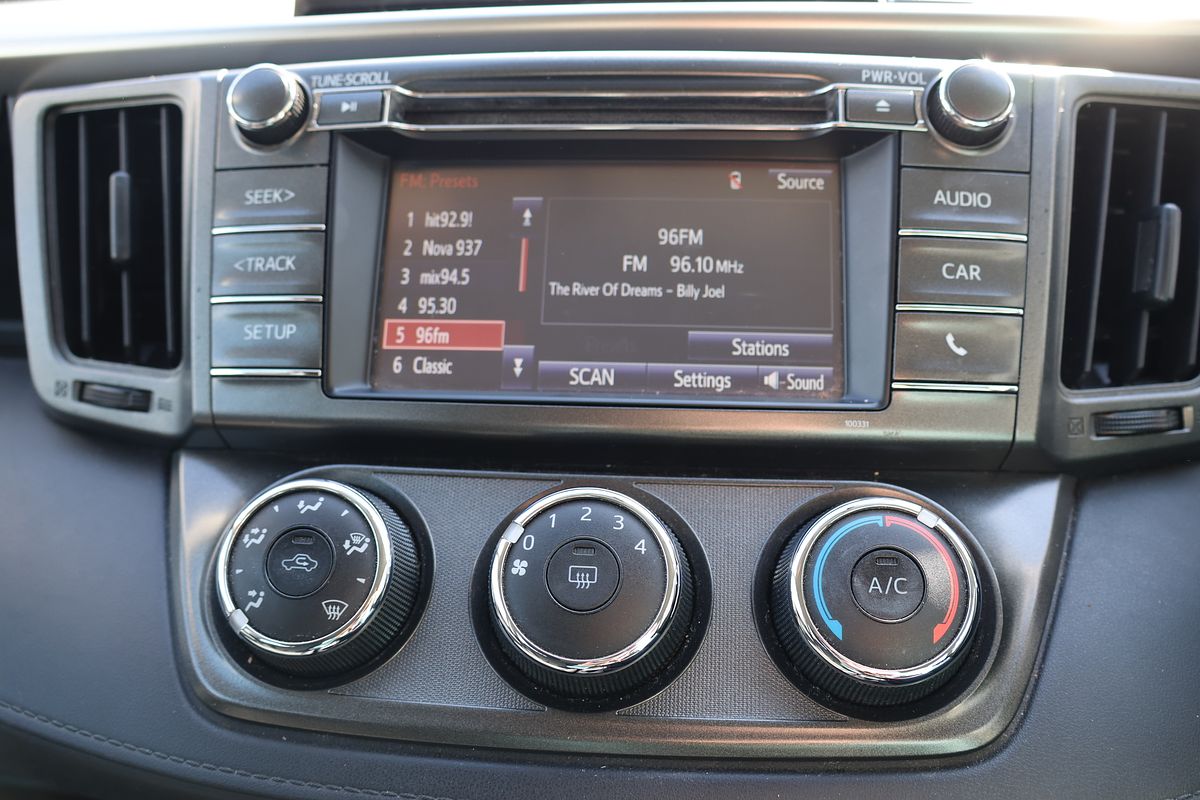 TUNE·SCROLL
PWR·VOL
SEEK>
<TRACK
SETUP
AUDIO
CAR
FM: Presets
Source
1 hit92.9!
2 Nova 937
3 mix94.5
4 95.30
5 96fm
6 Classic
96FM
FM 96.10 MHz
The River Of Dreams - Billy Joel
Stations
SCAN
Settings
Sound
100331
0
1
2
3
4
A/C